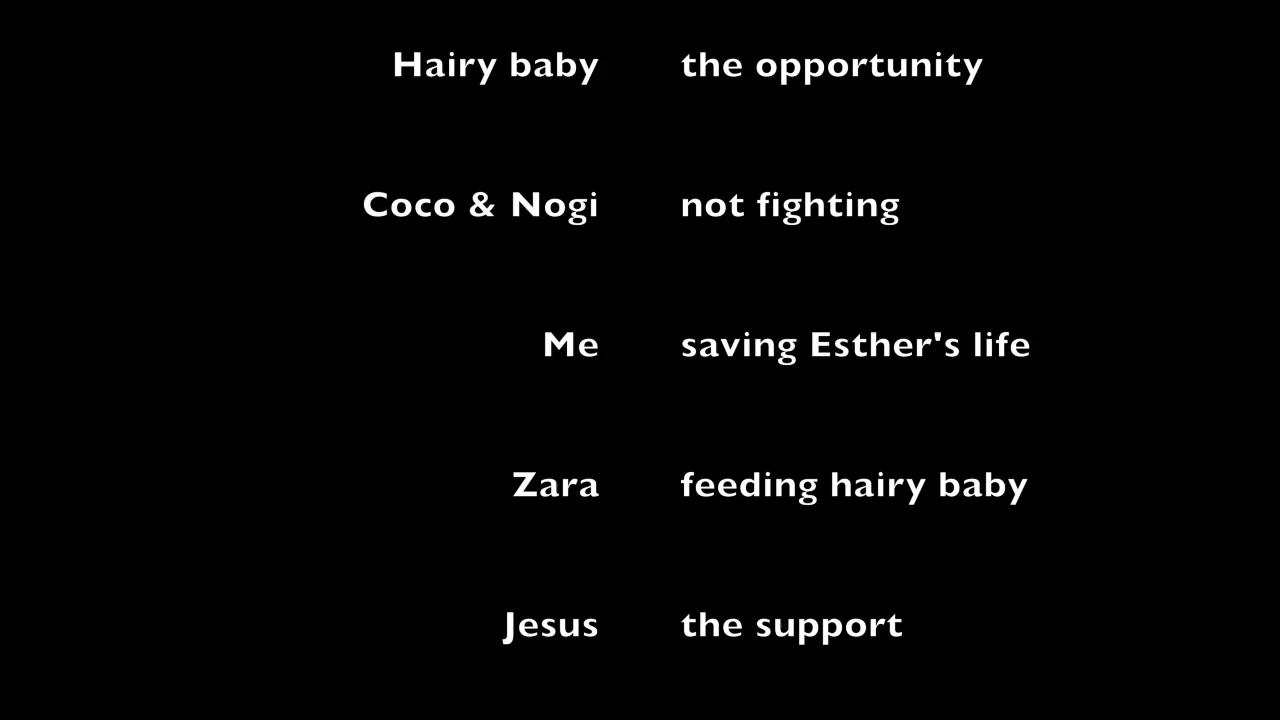 Hairy baby the opportunity
Coco & Nogi not fighting
Me saving Esther's life
Zara feeding hairy baby
Jesus the support